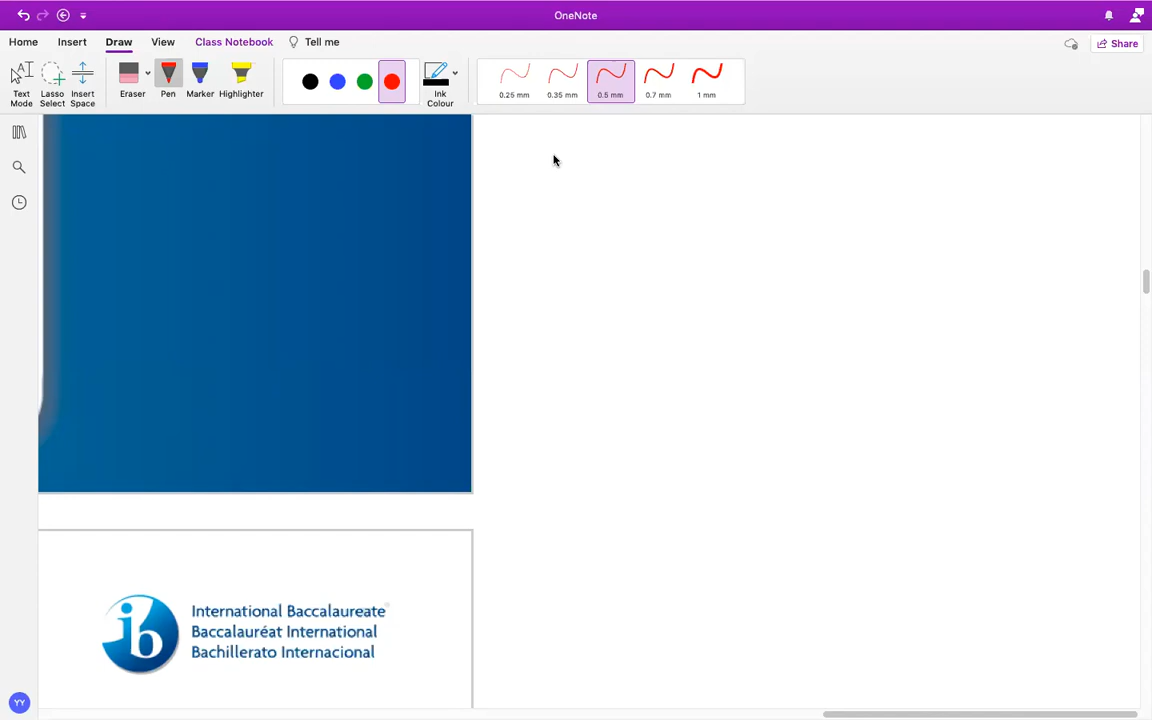 OneNote
Home Insert Draw View Class Notebook Tell me
Share
Text Mode
Lasso Select
Insert Space
Eraser
Pen
Marker
Highlighter
Ink Colour
0.25 mm
0.35 mm
0.5 mm
0.7 mm
1 mm
International Baccalaureate®
Baccalauréat International
Bachillerato Internacional
YY